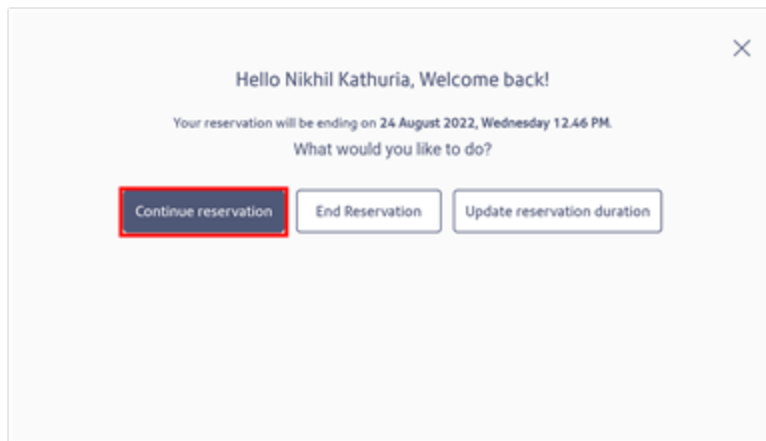 Hello Nikhil Kathuria, Welcome back!
Your reservation will be ending on 24 August 2022, Wednesday 12.46 PM.
What would you like to do?
Continue reservation
End Reservation
Update reservation duration